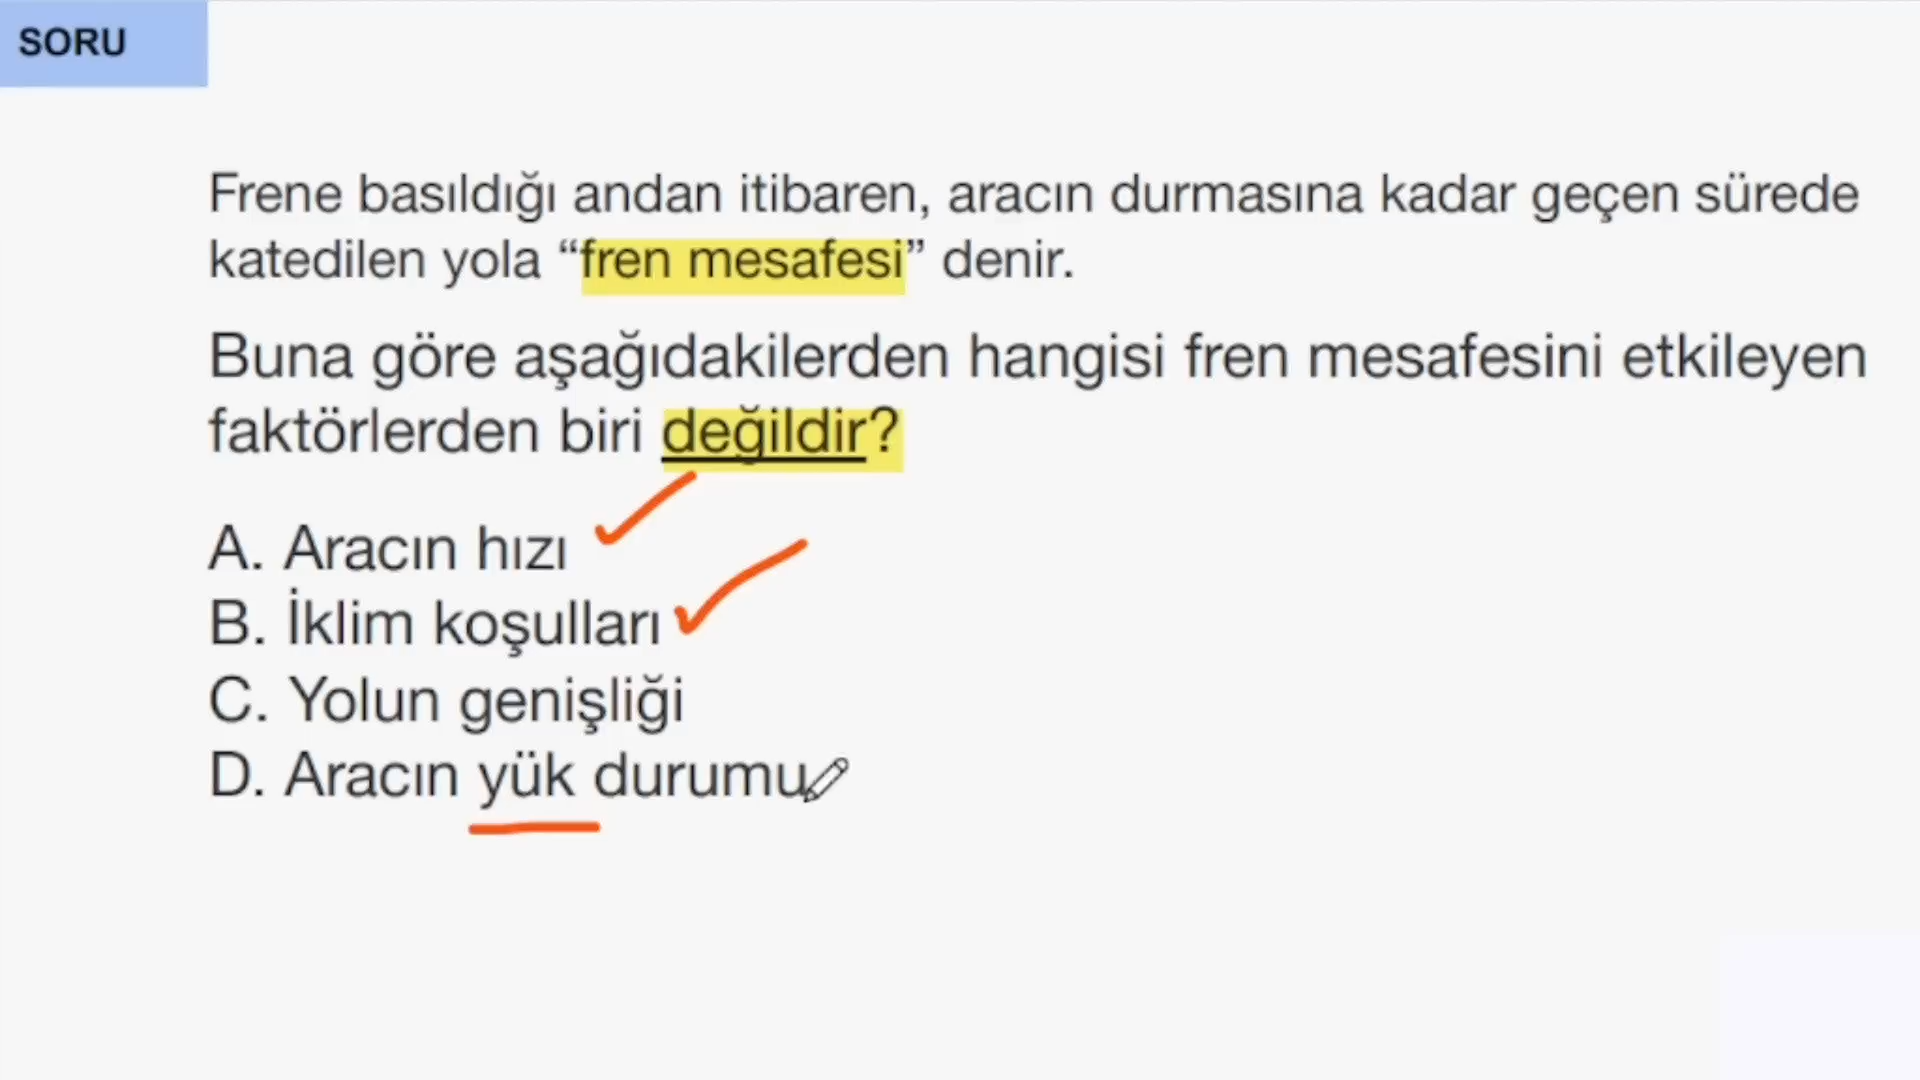 SORU
Frene basıldığı andan itibaren, aracın durmasına kadar geçen sürede
katedilen yola “fren mesafesi” denir.
Buna göre aşağıdakilerden hangisi fren mesafesini etkileyen
faktörlerden biri değildir?
A. Aracın hızı
B. İklim koşulları
C. Yolun genişliği
D. Aracın yük durumu